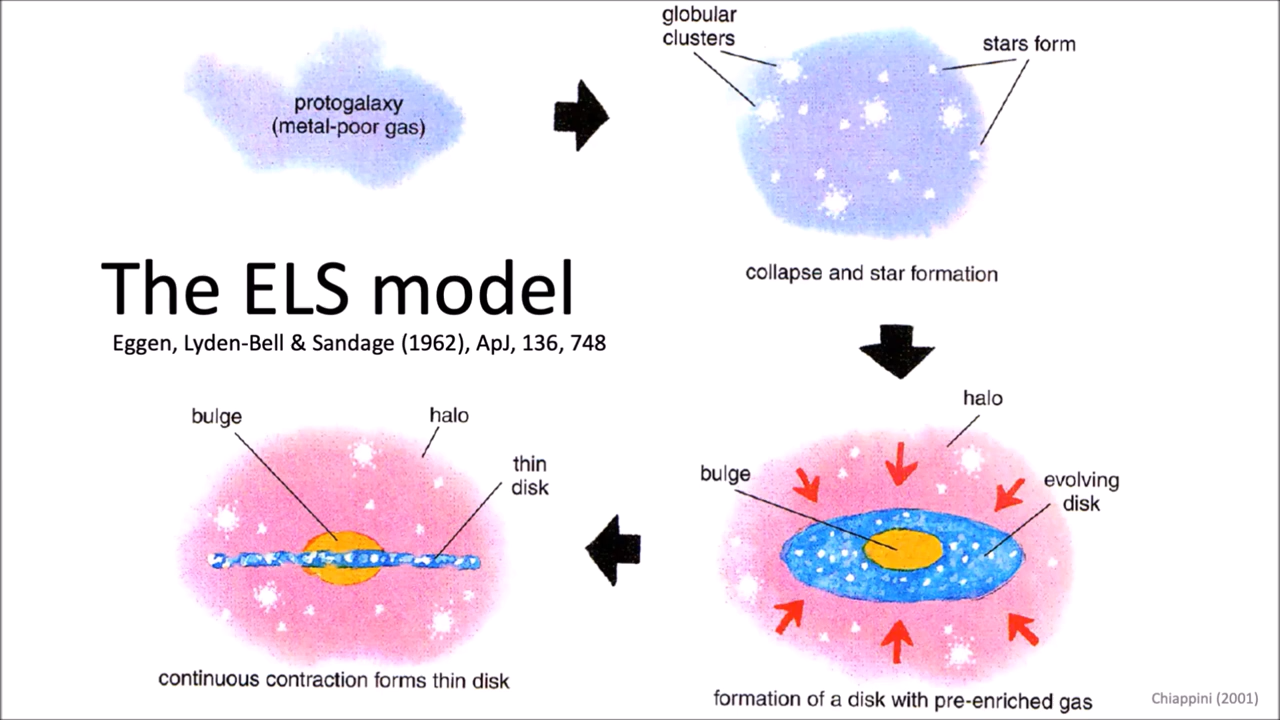 protogalaxy
(metal-poor gas)
globular
clusters
stars form
collapse and star formation
The ELS model
Eggen, Lyden-Bell & Sandage (1962), ApJ, 136, 748
halo
bulge
evolving
disk
formation of a disk with pre-enriched gas
bulge
halo
thin
disk
continuous contraction forms thin disk
Chiappini (2001)